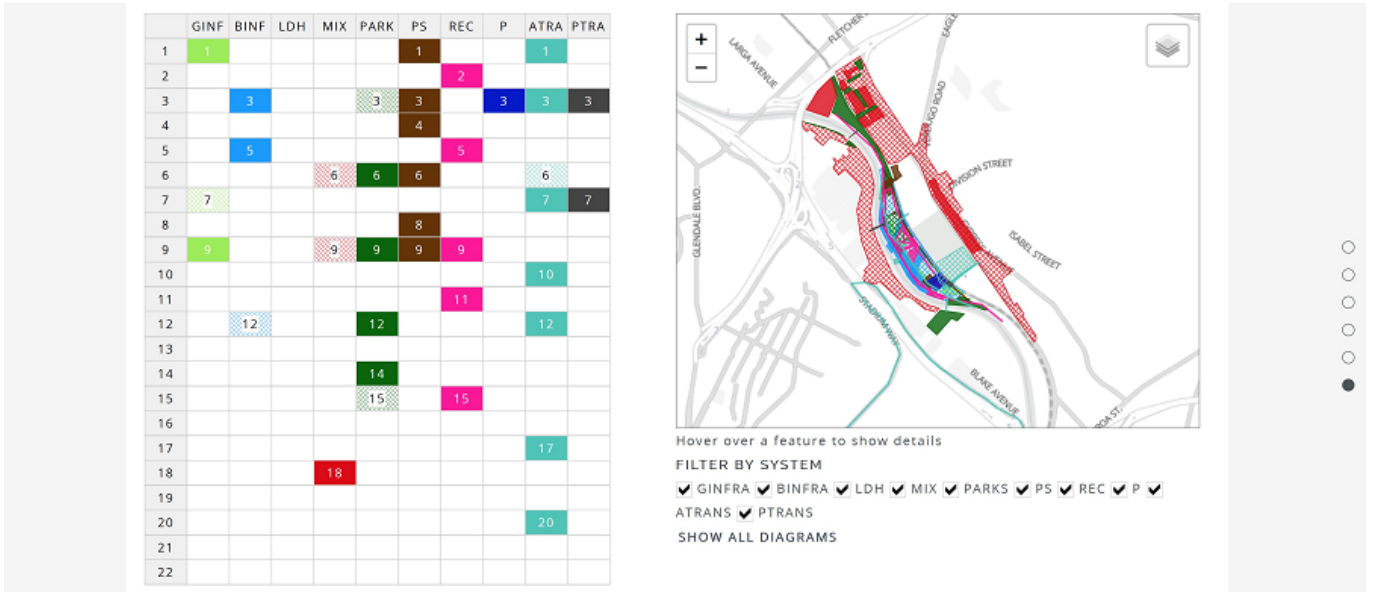 GINF BINF LDH MIX PARK PS REC P ATRA PTRA
1 1 1 1
2 2
3 3 3 3 3 3 3
4 4
5 5 5
6 6 6 6 6
7 7 7 7
8 8
9 9 9 9 9 9
10 10
11 11
12 12 12 12
13
14 14
15 15 15
16
17 17
18 18
19
20 20
21
22
+
−
FLETCHER
EAGLE
LARGA AVENUE
ROAD
DIVISION STREET
GLENDALE BLVD.
ISABEL STREET
STADIUM WAY
BLAKE AVENUE
ST.
Hover over a feature to show details
FILTER BY SYSTEM
GINFRA BINFRA LDH MIX PARKS PS REC P
ATRANS PTRANS
SHOW ALL DIAGRAMS